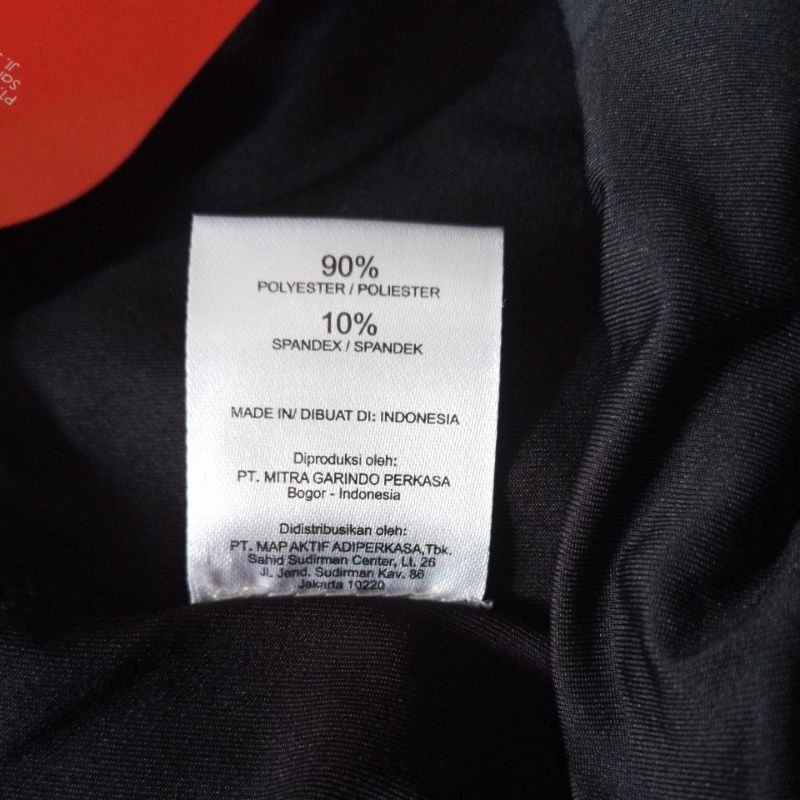 90%
POLYESTER / POLIESTER
10%
SPANDEX / SPANDEK
MADE IN/ DIBUAT DI: INDONESIA
Diproduksi oleh:
PT. MITRA GARINDO PERKASA
Bogor - Indonesia
Didistribusikan oleh:
PT. MAP AKTIF ADIPERKASA,Tbk.
Sahid Sudirman Center, Lt. 26
Jl. Jend. Sudirman Kav. 86
Jakarta 10220